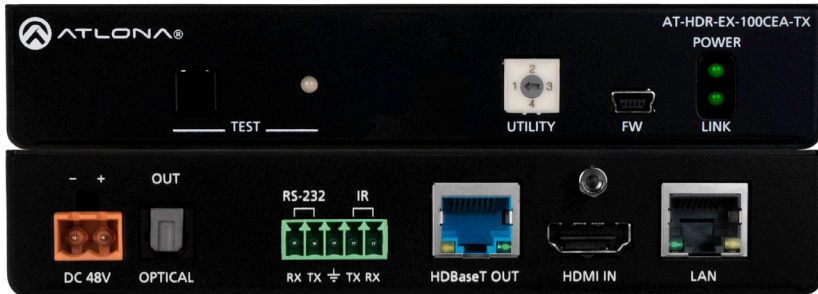 ATLONA®
AT-HDR-EX-100CEA-TX
POWER
2
1 3
4
TEST
UTILITY
FW
LINK
- +
OUT
RS-232
IR
DC 48V
OPTICAL
RX TX ⏚ TX RX
HDBaseT OUT
HDMI IN
LAN